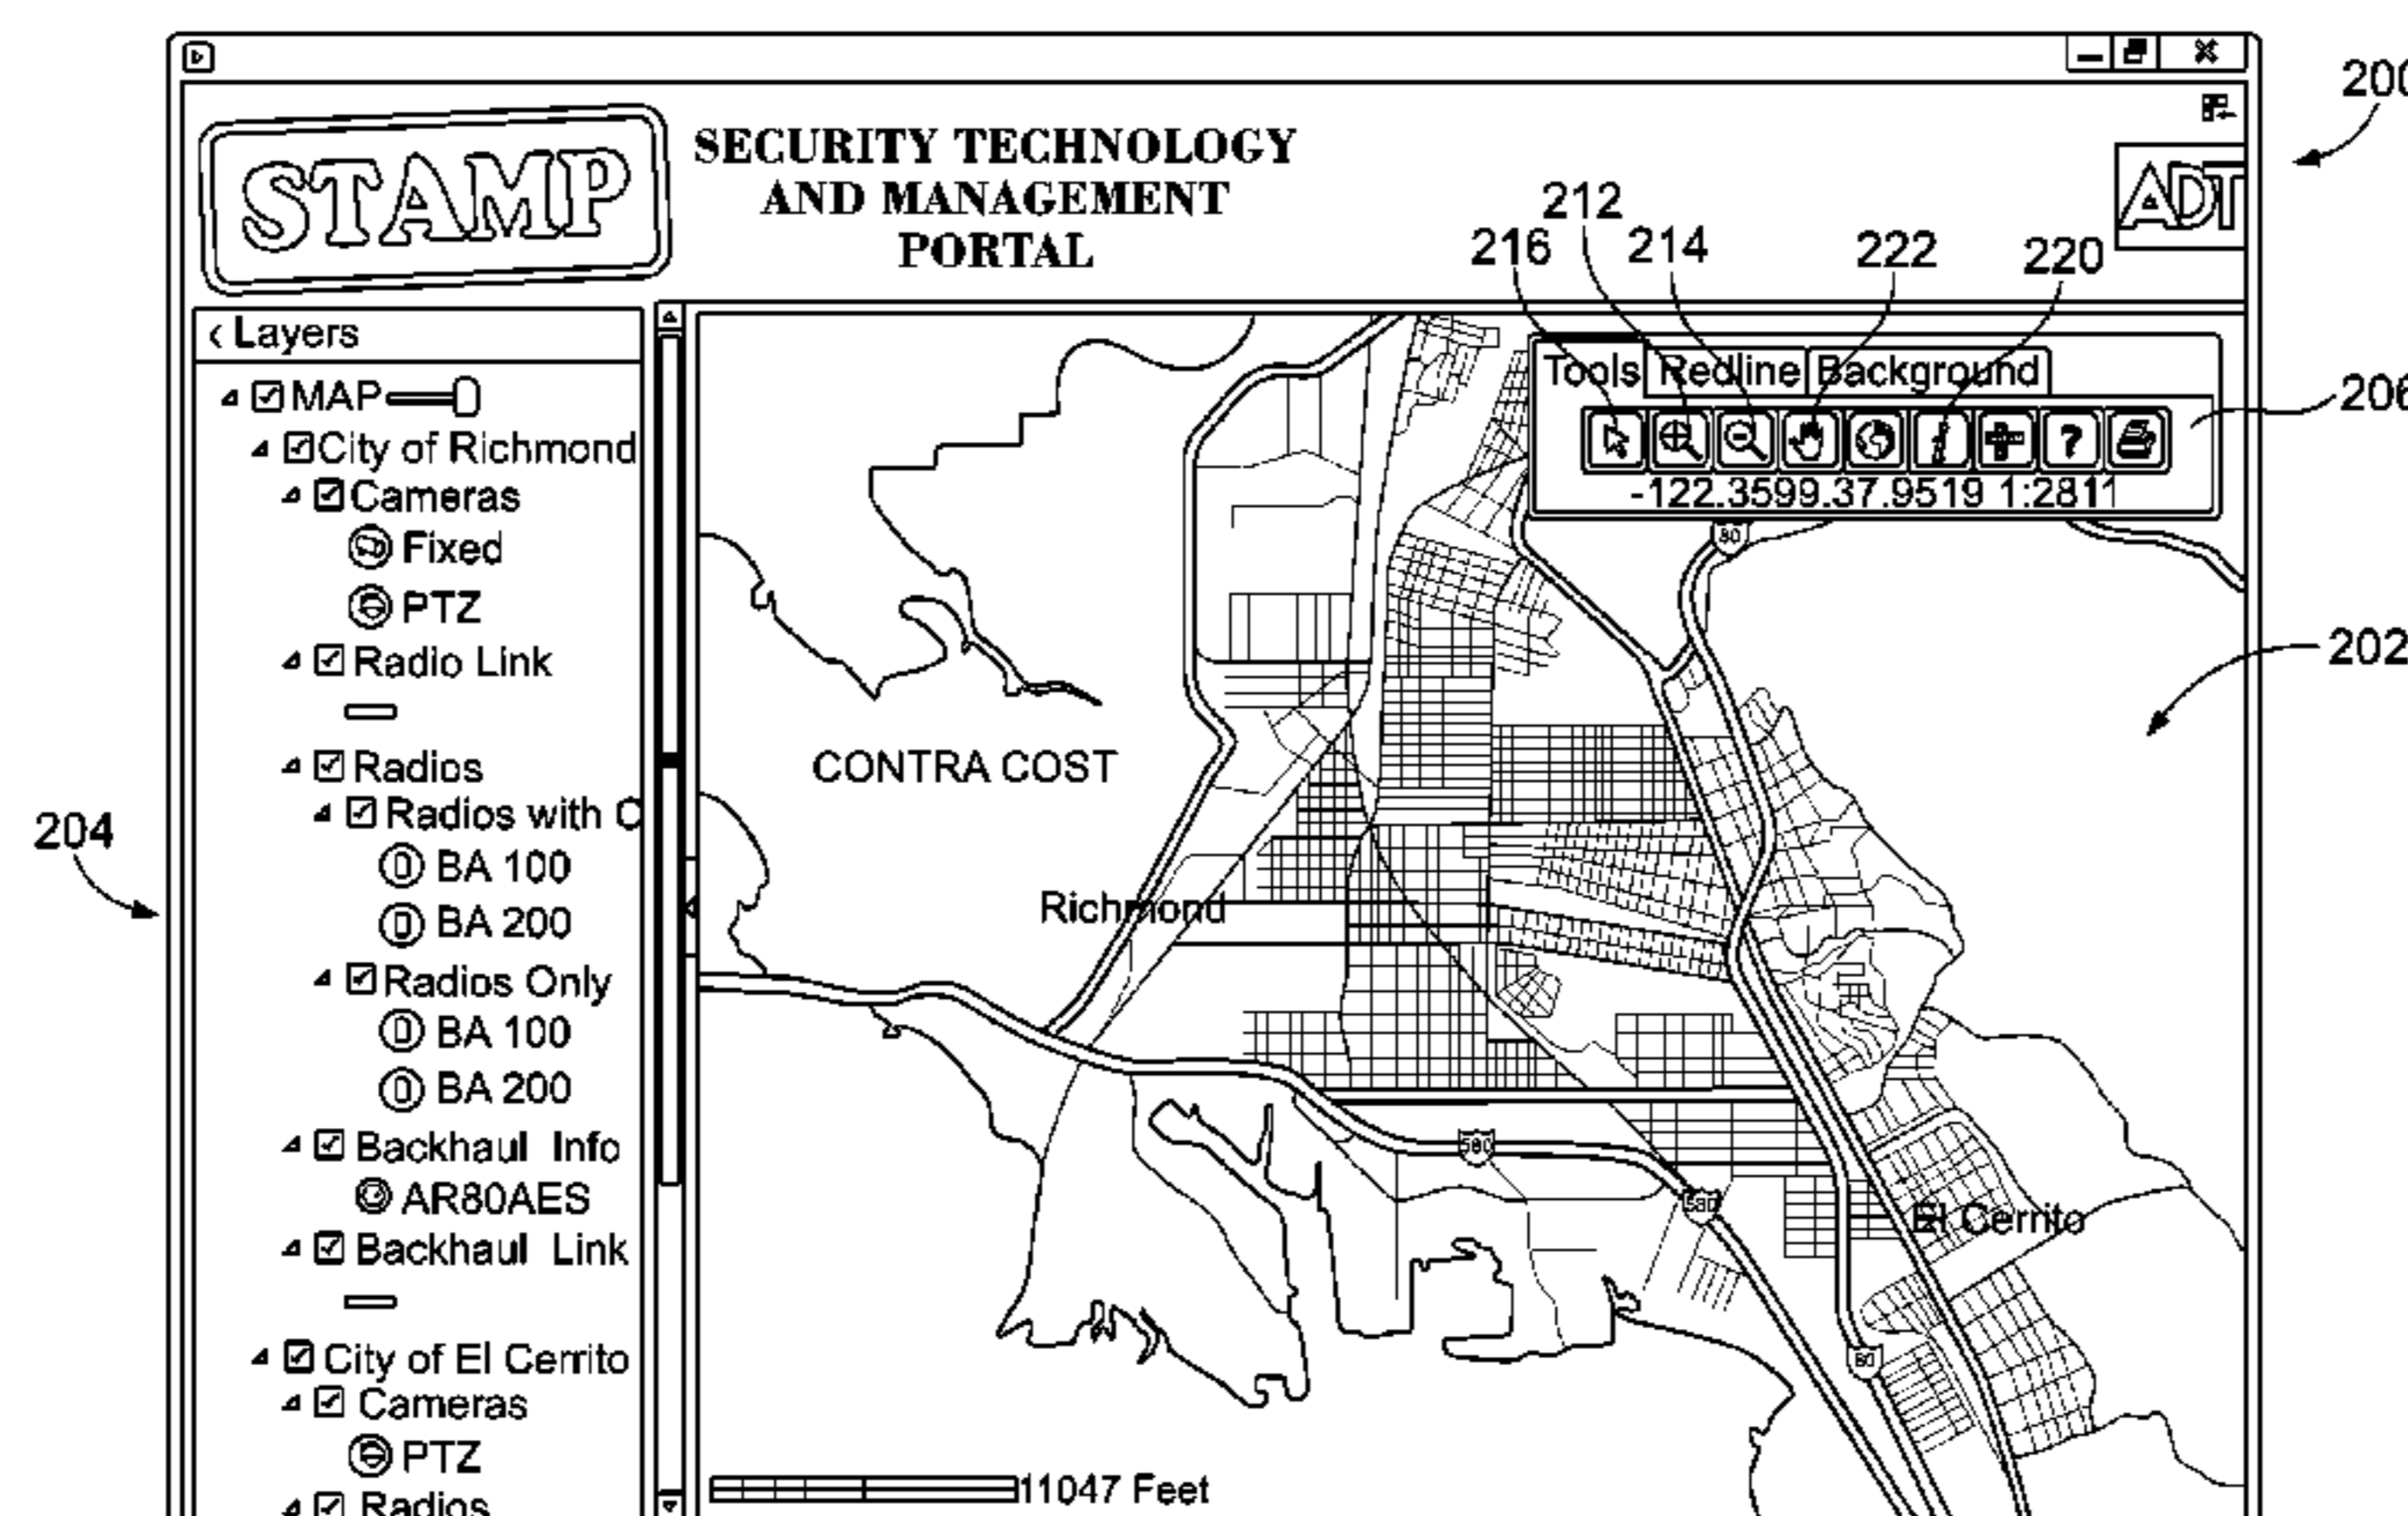 200
STAMP
SECURITY TECHNOLOGY
AND MANAGEMENT
PORTAL
ADT
212
216
214
222
220
‹ Layers
Tools Redline Background
206
?
-122.3599.37.9519 1:2811
MAP
City of Richmond
Cameras
Fixed
PTZ
Radio Link
Radios
Radios with C
BA 100
BA 200
Radios Only
BA 100
BA 200
Backhaul Info
AR80AES
Backhaul Link
City of El Cerrito
Cameras
PTZ
Radios
204
80
202
CONTRA COST
Richmond
580
580
El Cerrito
80
11047 Feet